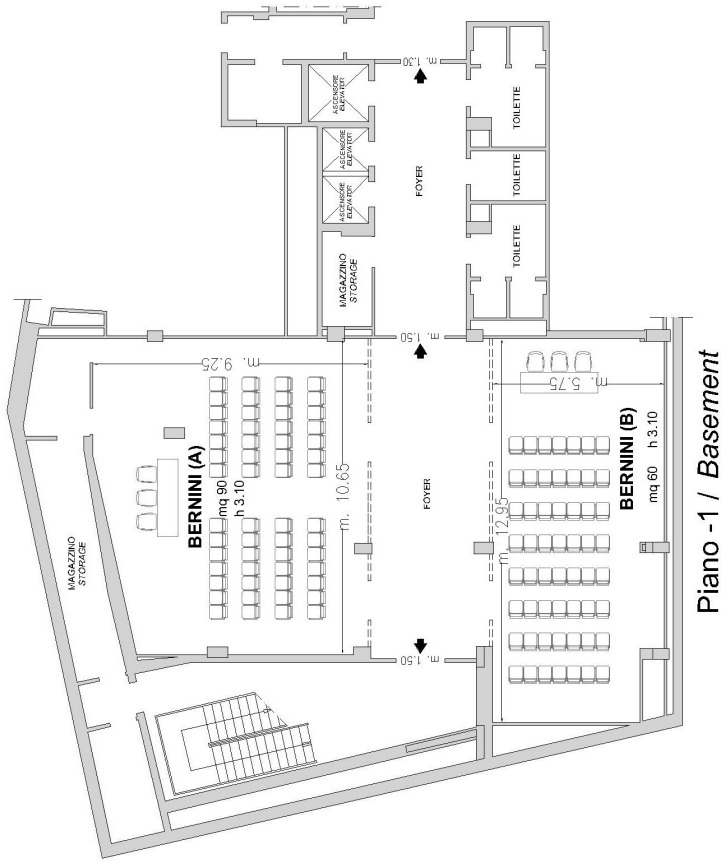 ASCENSORE
ELEVATOR
ASCENSORE
ELEVATOR
ASCENSORE
ELEVATOR
m. 1.30
TOILETTE
TOILETTE
TOILETTE
FOYER
MAGAZZINO
STORAGE
m. 1.50
m. 9.25
BERNINI (A)
mq 90
h 3.10
m. 10.65
MAGAZZINO
STORAGE
FOYER
m. 5.75
BERNINI (B)
mq 60 h 3.10
m. 12.95
m. 1.50
Piano -1 / Basement